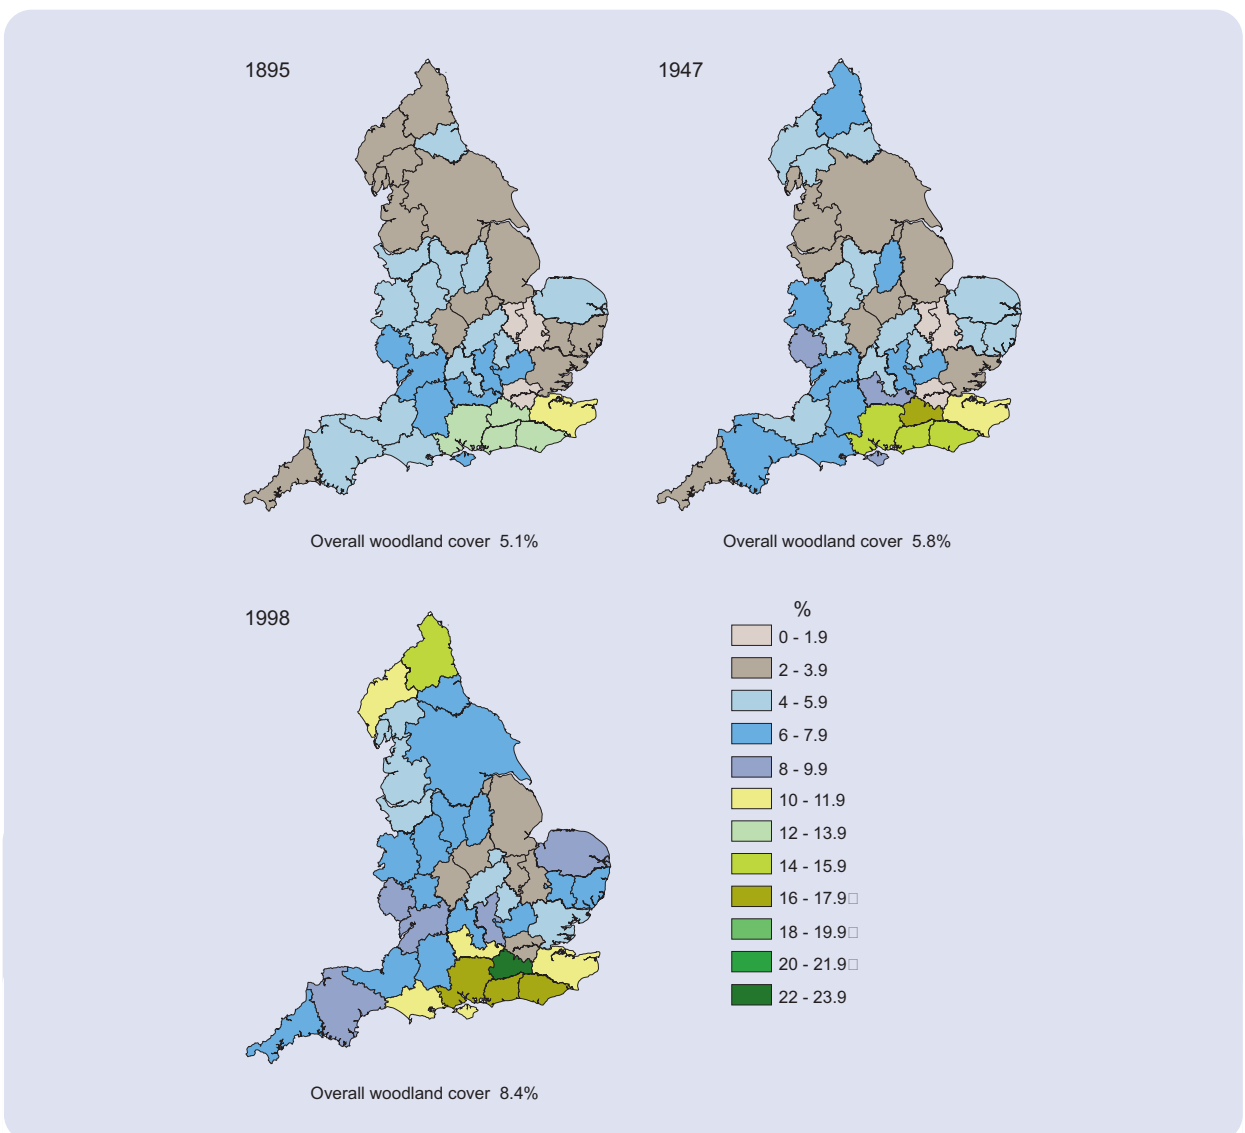 1895
1947
Overall woodland cover 5.1%
Overall woodland cover 5.8%
1998
%
0 - 1.9
2 - 3.9
4 - 5.9
6 - 7.9
8 - 9.9
10 - 11.9
12 - 13.9
14 - 15.9
16 - 17.9□
18 - 19.9□
20 - 21.9□
22 - 23.9
Overall woodland cover 8.4%